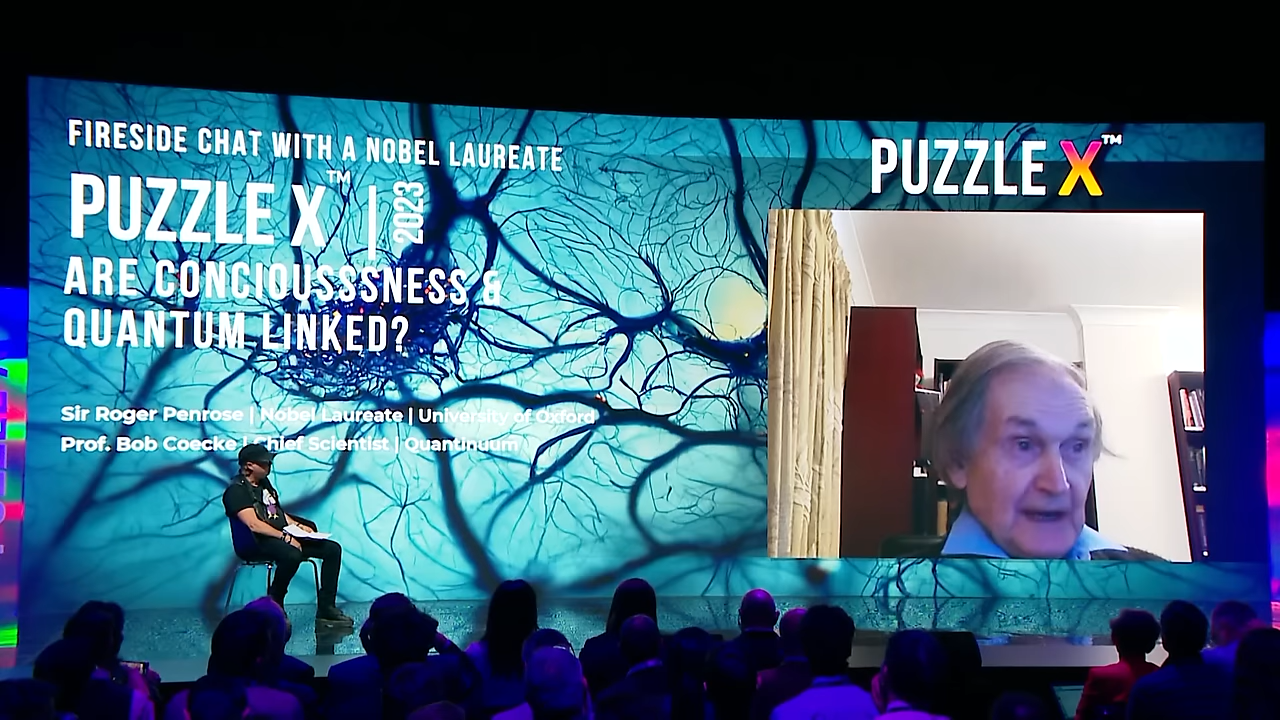 FIRESIDE CHAT WITH A NOBEL LAUREATE
PUZZLE X™ | 2023
ARE CONCIOUSSSNESS &
QUANTUM LINKED?
Sir Roger Penrose | Nobel Laureate | University of Oxford
Prof. Bob Coecke | Chief Scientist | Quantinuum
PUZZLE X™